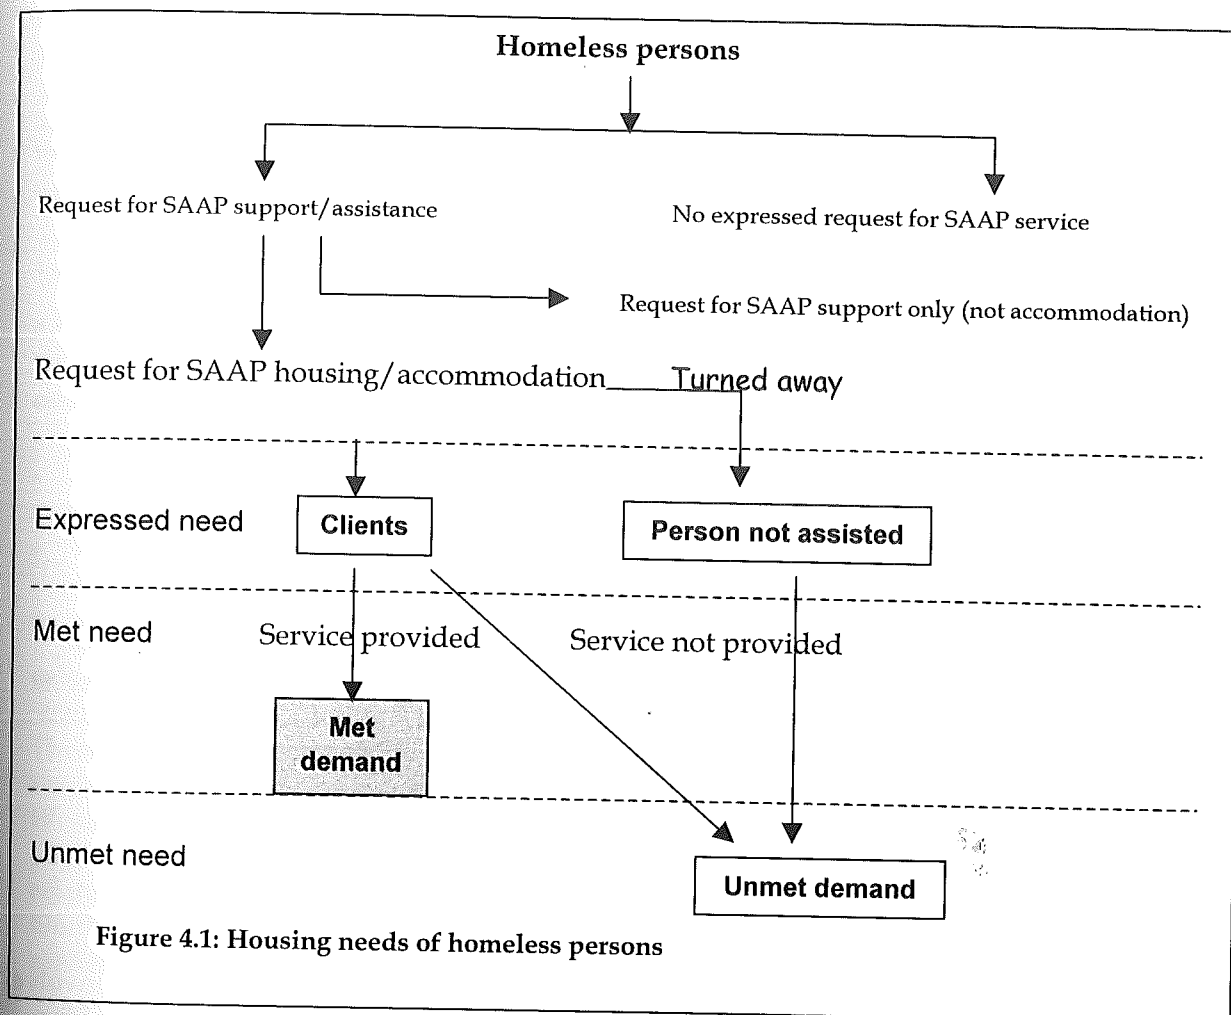 Homeless persons
Request for SAAP support/assistance
No expressed request for SAAP service
Request for SAAP support only (not accommodation)
Request for SAAP housing/accommodation
Turned away
Expressed need
Clients
Person not assisted
Met need
Service provided
Service not provided
Met
demand
Unmet need
Unmet demand
Figure 4.1: Housing needs of homeless persons